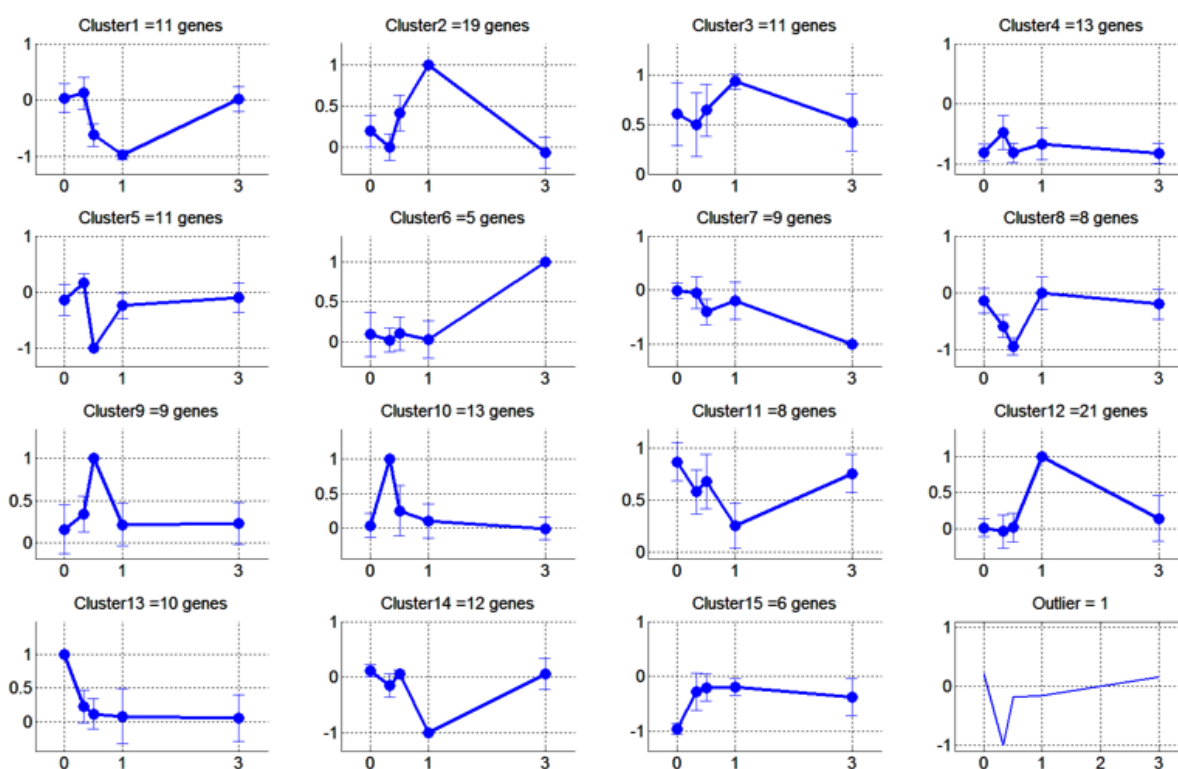 Cluster1 =11 genes
Cluster2 =19 genes
Cluster3 =11 genes
Cluster4 =13 genes
1
0
-1
0 1 3
1
0.5
0
0 1 3
1
0.5
0
0 1 3
1
0
-1
0 1 3
Cluster5 =11 genes
Cluster6 =5 genes
Cluster7 =9 genes
Cluster8 =8 genes
1
0
-1
0 1 3
1
0.5
0
0 1 3
1
0
-1
0 1 3
1
0
-1
0 1 3
Cluster9 =9 genes
Cluster10 =13 genes
Cluster11 =8 genes
Cluster12 =21 genes
1
0.5
0
0 1 3
1
0.5
0
0 1 3
1
0.5
0
0 1 3
1
0.5
0
0 1 3
Cluster13 =10 genes
Cluster14 =12 genes
Cluster15 =6 genes
Outlier = 1
1
0.5
0
0 1 3
1
0
-1
0 1 3
1
0
-1
0 1 3
1
0
-1
0 1 2 3